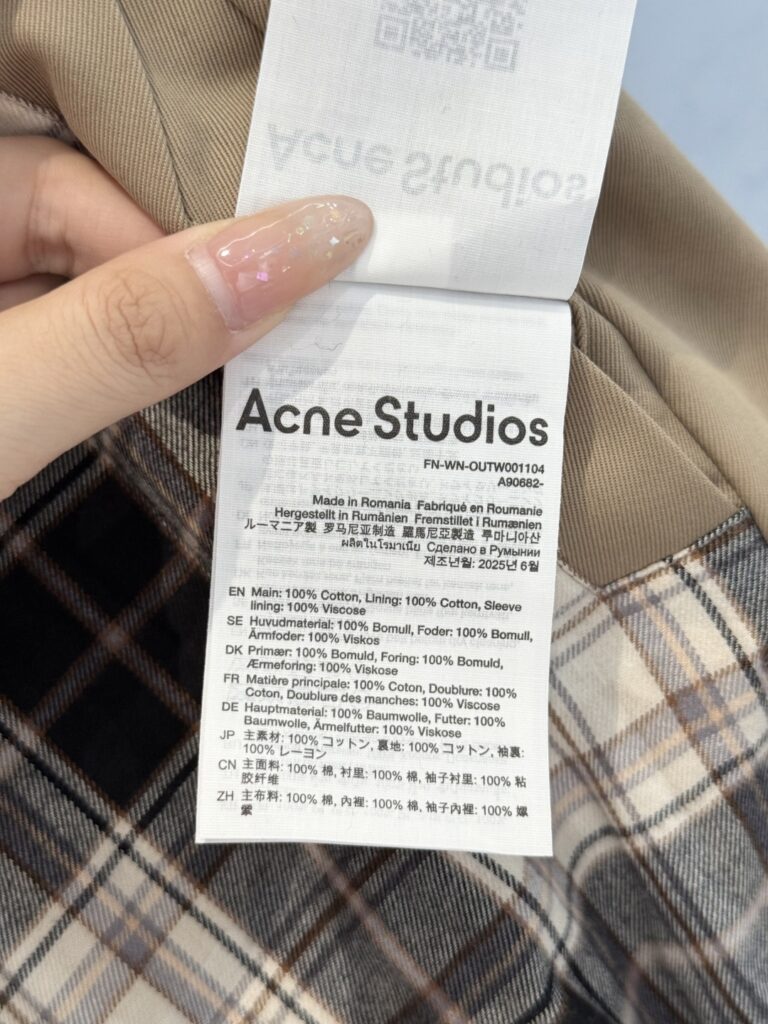 Acne Studios
Acne Studios
FN-WN-OUTW001104
A90682-
Made in Romania Fabriqué en Roumanie
Hergestellt in Rumänien Fremstillet i Rumænien
ルーマニア製 罗马尼亚制造 羅馬尼亞製造 루마니아산
ผลิตในโรมาเนีย Сделано в Румынии
제조년월: 2025년 6월
EN Main: 100% Cotton, Lining: 100% Cotton, Sleeve
lining: 100% Viscose
SE Huvudmaterial: 100% Bomull, Foder: 100% Bomull,
Ärmfoder: 100% Viskos
DK Primær: 100% Bomuld, Foring: 100% Bomuld,
Ærmeforing: 100% Viskose
FR Matière principale: 100% Coton, Doublure: 100%
Coton, Doublure des manches: 100% Viscose
DE Hauptmaterial: 100% Baumwolle, Futter: 100%
Baumwolle, Ärmelfutter: 100% Viskose
JP 主素材: 100% コットン, 裏地: 100% コットン, 袖裏:
100% レーヨン
CN 主面料: 100% 棉, 衬里: 100% 棉, 袖子衬里: 100% 粘
胶纤维
ZH 主布料: 100% 棉, 內裡: 100% 棉, 袖子內裡: 100% 嫘
縈